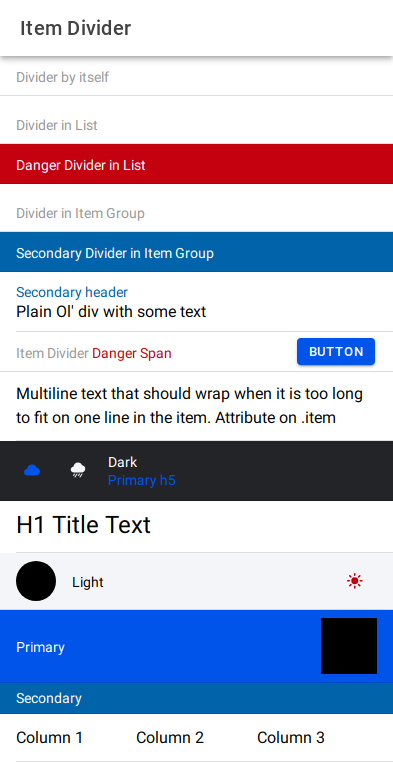 Item Divider
Divider by itself
Divider in List
Danger Divider in List
Divider in Item Group
Secondary Divider in Item Group
Secondary header
Plain Ol' div with some text
Item Divider Danger Span
BUTTON
Multiline text that should wrap when it is too long
to fit on one line in the item. Attribute on .item
Dark
Primary h5
H1 Title Text
Light
Primary
Secondary
Column 1 Column 2 Column 3